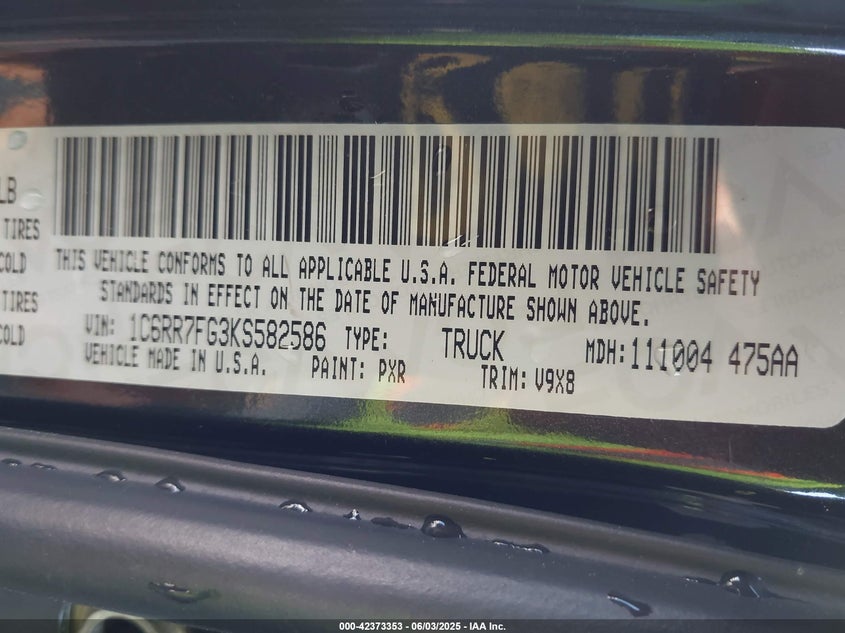 LB
TIRES
COLD
TIRES
COLD
THIS VEHICLE CONFORMS TO ALL APPLICABLE U.S.A. FEDERAL MOTOR VEHICLE SAFETY
STANDARDS IN EFFECT ON THE DATE OF MANUFACTURE SHOWN ABOVE.
VIN: 1C6RR7FG3KS582586 TYPE: TRUCK MDH: 111004 475AA
VEHICLE MADE IN U.S.A. PAINT: PXR TRIM: V9X8
000-42373353 - 06/03/2025 - IAA Inc.